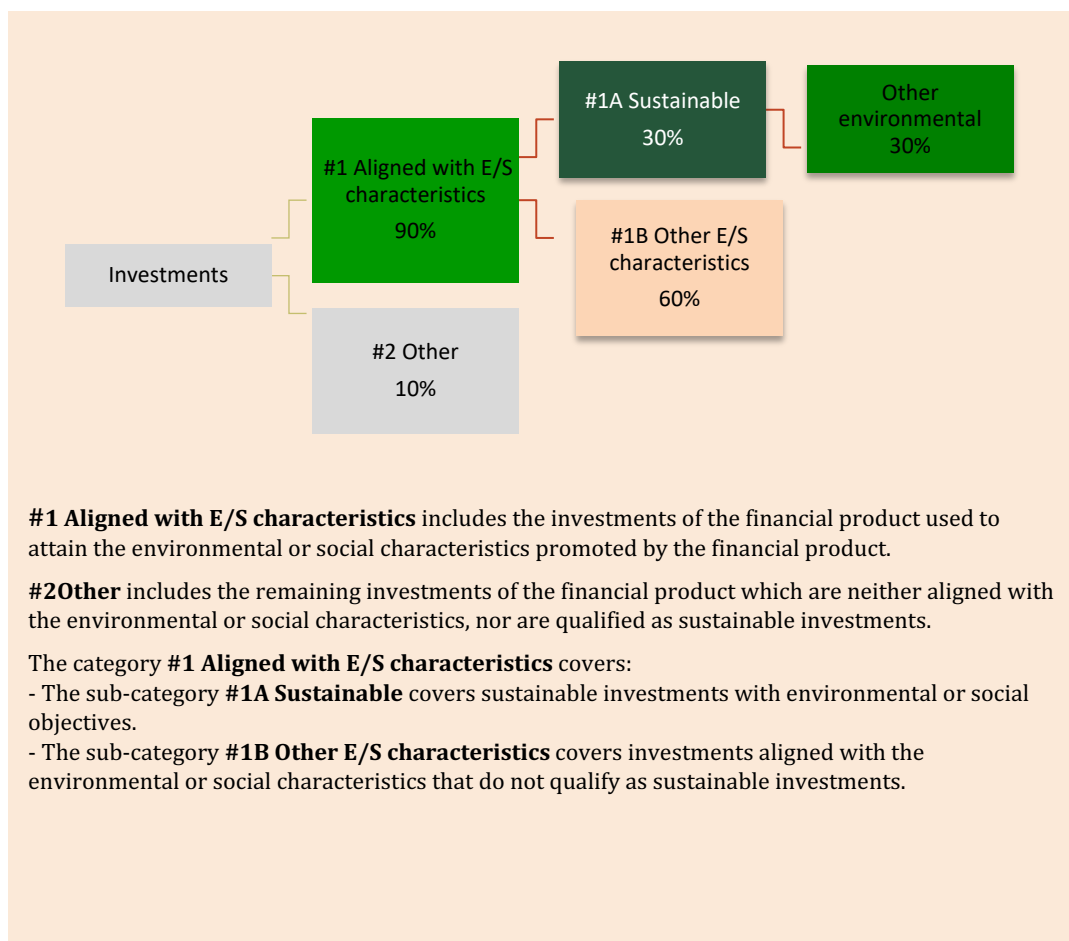 #1A Sustainable
30%
Other
environmental
30%
#1 Aligned with E/S
characteristics
90%
#1B Other E/S
characteristics
60%
Investments
#2 Other
10%
#1 Aligned with E/S characteristics includes the investments of the financial product used to
attain the environmental or social characteristics promoted by the financial product.
#2Other includes the remaining investments of the financial product which are neither aligned with
the environmental or social characteristics, nor are qualified as sustainable investments.
The category #1 Aligned with E/S characteristics covers:
- The sub-category #1A Sustainable covers sustainable investments with environmental or social
objectives.
- The sub-category #1B Other E/S characteristics covers investments aligned with the
environmental or social characteristics that do not qualify as sustainable investments.